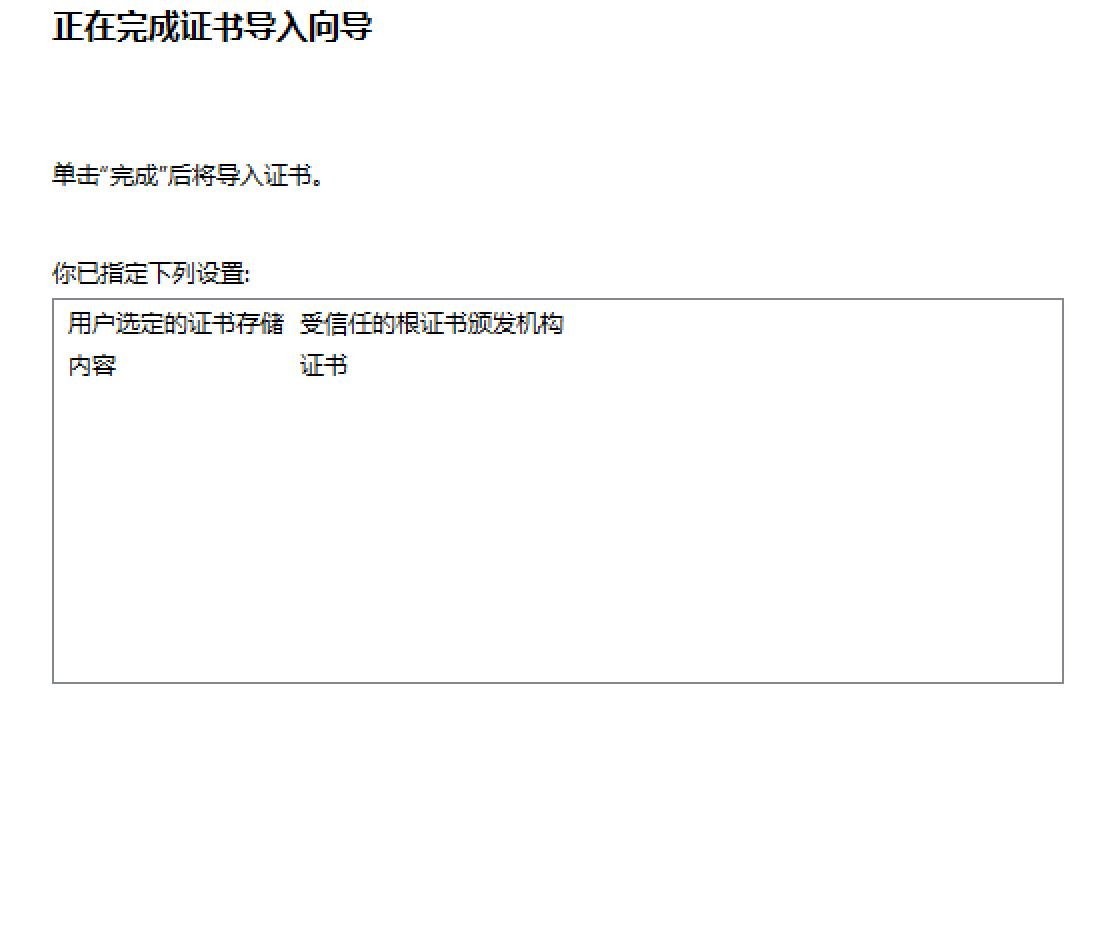 正在完成证书导入向导
单击“完成”后将导入证书。
你已指定下列设置:
用户选定的证书存储 受信任的根证书颁发机构
内容 证书